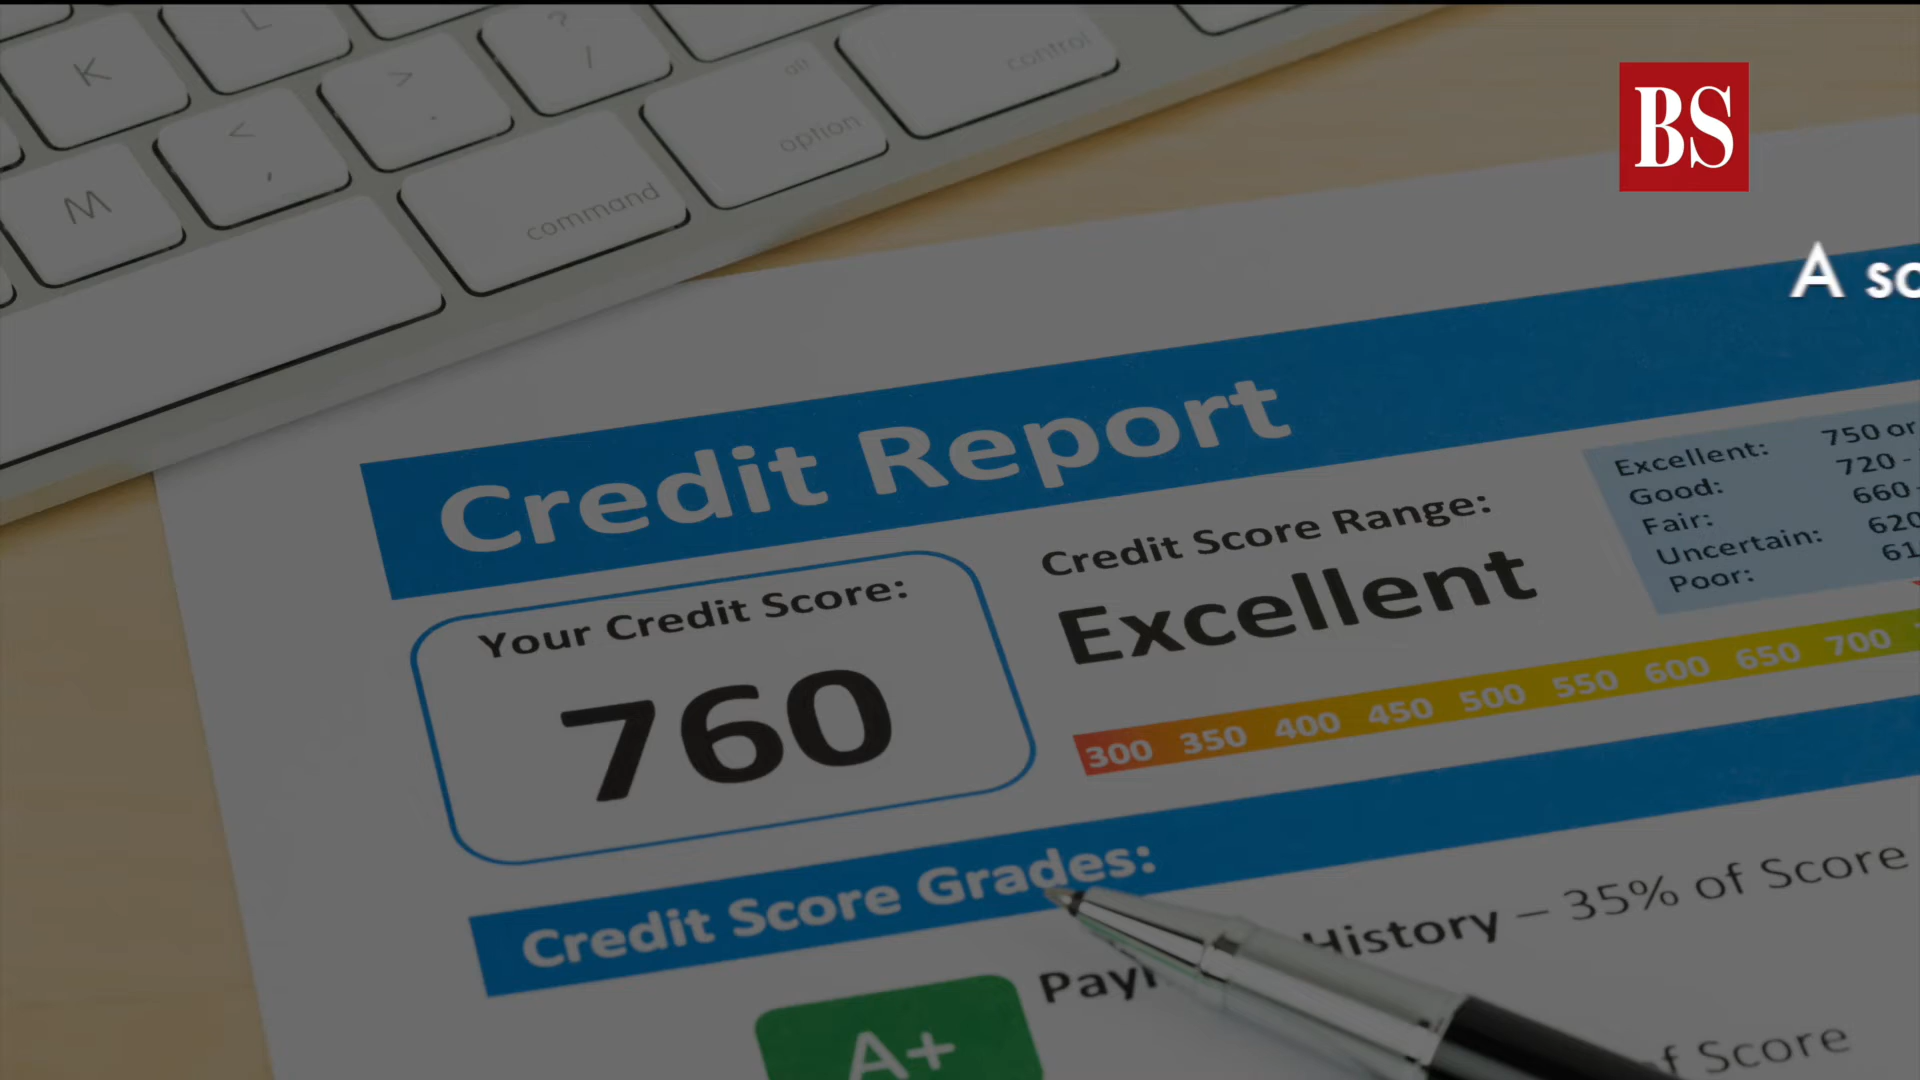 K
L
?
/
>
.
<
,
M
alt
option
control
command
BS
A
Credit Report
Your Credit Score:
760
Credit Score Range:
Excellent
Excellent: 750 or
Good: 720 -
Fair: 660
Uncertain: 620
Poor:
300 350 400 450 500 550 600 650 700
Credit Score Grades:
A+
History – 35% of Score
of Score